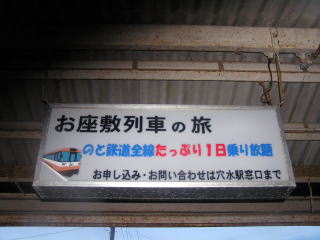 お座敷列車の旅
のと鉄道全線たっぷり1日乗り放題
お申し込み・お問い合わせは穴水駅窓口まで